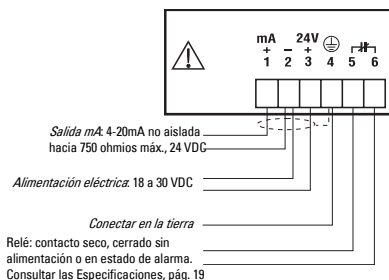 mA 24V
+ − +
1 2 3 4 5 6
Salida mA: 4-20mA no aislada
hacia 750 ohmios máx., 24 VDC
Alimentación eléctrica: 18 a 30 VDC
Conectar en la tierra
Relé: contacto seco, cerrado sin
alimentación o en estado de alarma.
Consultar las Especificaciones, pág. 19